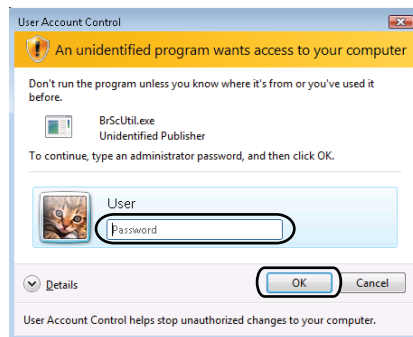 User Account Control
An unidentified program wants access to your computer
Don't run the program unless you know where it's from or you've used it
before.
BrScUtil.exe
Unidentified Publisher
To continue, type an administrator password, and then click OK.
User
Password
Details
OK
Cancel
User Account Control helps stop unauthorized changes to your computer.